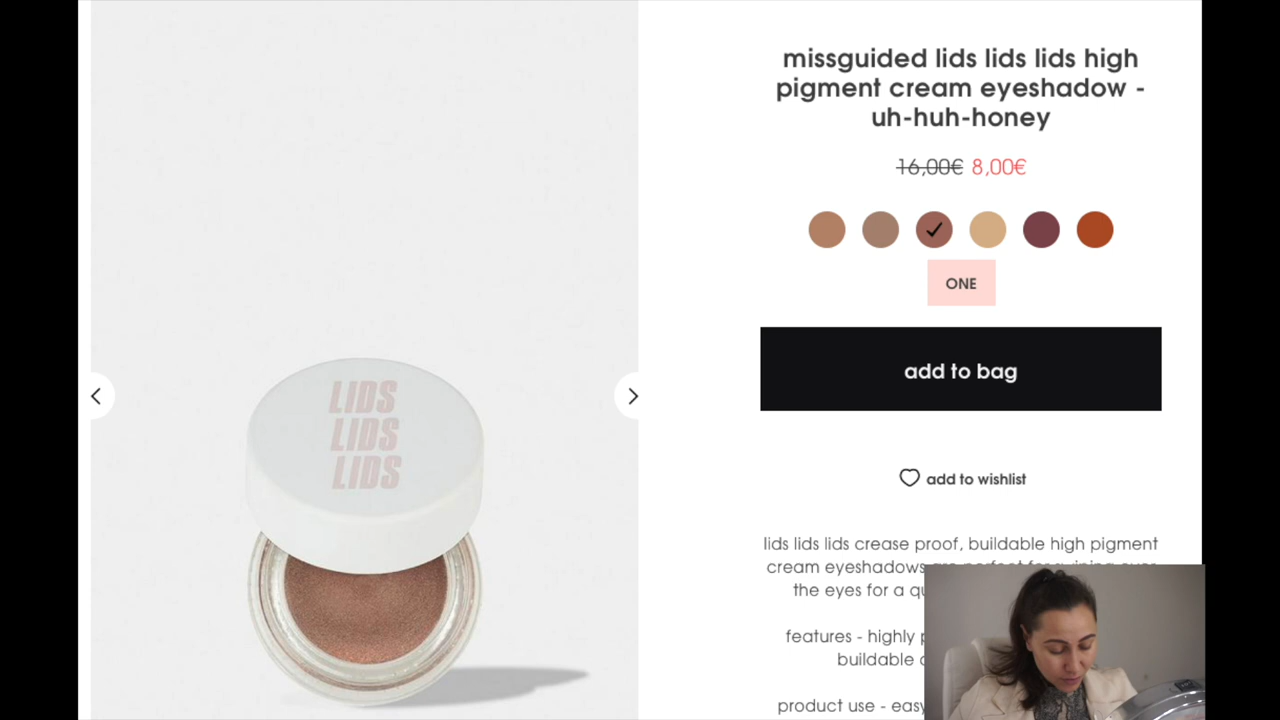 LIDS
LIDS
LIDS
missguided lids lids lids high
pigment cream eyeshadow -
uh-huh-honey
16,00€ 8,00€
ONE
add to bag
add to wishlist
lids lids lids crease proof, buildable high pigment
cream eyeshadows
the eyes for a
features - highly
buildable
product use - easy